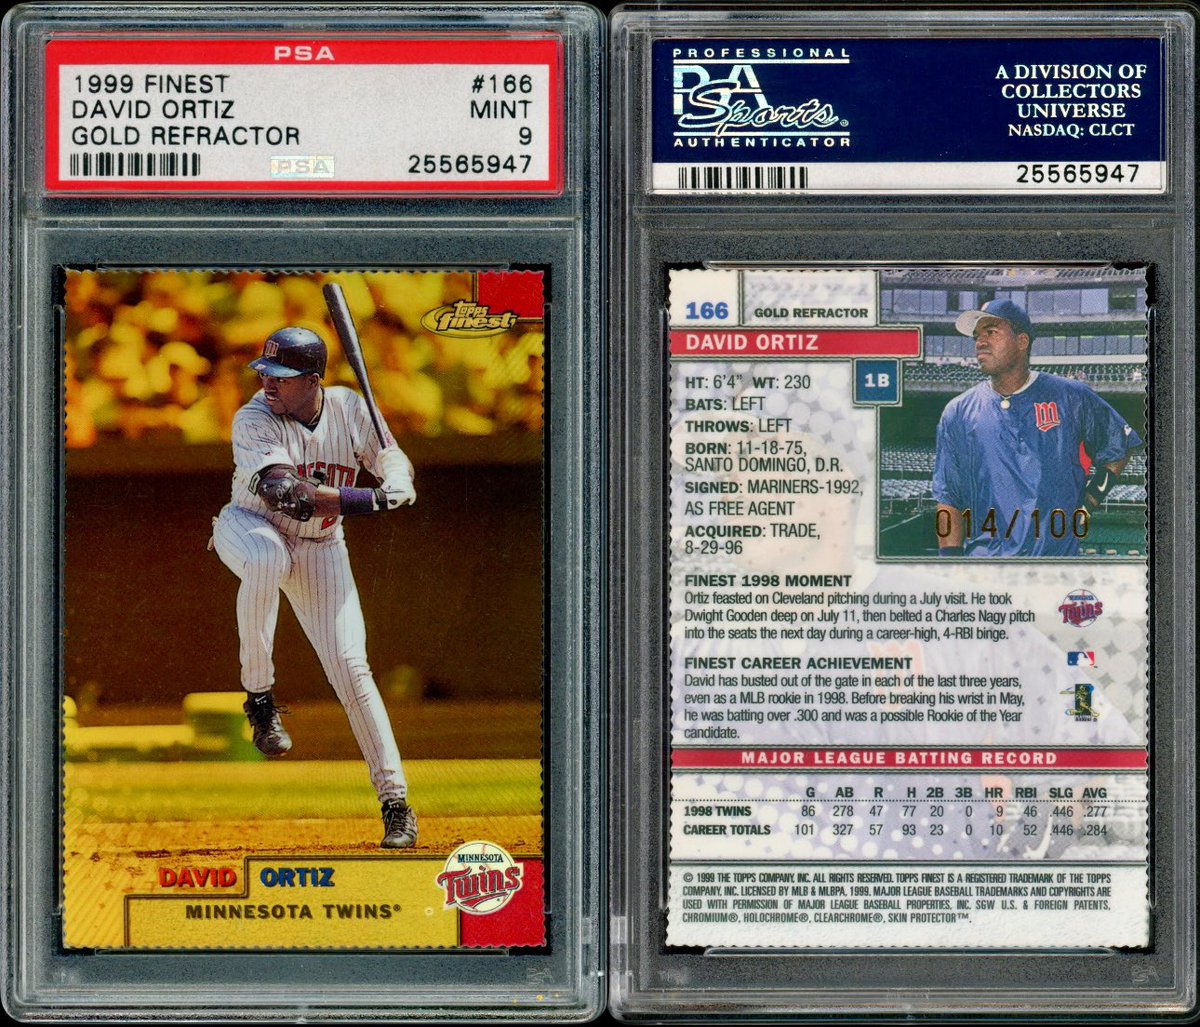 PSA
1999 FINEST #166
DAVID ORTIZ MINT
GOLD REFRACTOR 9
PSA 25565947
TOPPS
finest
DAVID ORTIZ
MINNESOTA TWINS®
MINNESOTA
Twins
PROFESSIONAL
PSA
Sports
AUTHENTICATOR
A DIVISION OF
COLLECTORS
UNIVERSE
NASDAQ: CLCT
25565947
166 GOLD REFRACTOR
DAVID ORTIZ
1B
HT: 6'4" WT: 230
BATS: LEFT
THROWS: LEFT
BORN: 11-18-75,
SANTO DOMINGO, D.R.
SIGNED: MARINERS-1992,
AS FREE AGENT
ACQUIRED: TRADE,
8-29-96
014/100
FINEST 1998 MOMENT
Ortiz feasted on Cleveland pitching during a July visit. He took
Dwight Gooden deep on July 11, then belted a Charles Nagy pitch
into the seats the next day during a career-high, 4-RBI binge.
Twins
FINEST CAREER ACHIEVEMENT
David has busted out of the gate in each of the last three years,
even as a MLB rookie in 1998. Before breaking his wrist in May,
he was batting over .300 and was a possible Rookie of the Year
candidate.
MAJOR LEAGUE BATTING RECORD
G AB R H 2B 3B HR RBI SLG AVG
1998 TWINS 86 278 47 77 20 0 9 46 .446 .277
CAREER TOTALS 101 327 57 93 23 0 10 52 .446 .284
© 1999 THE TOPPS COMPANY, INC. ALL RIGHTS RESERVED. TOPPS FINEST IS A REGISTERED TRADEMARK OF THE TOPPS
COMPANY, INC. LICENSED BY MLB & MLBPA, 1999. MAJOR LEAGUE BASEBALL TRADEMARKS AND COPYRIGHTS ARE
USED WITH PERMISSION OF MAJOR LEAGUE BASEBALL PROPERTIES, INC. SGW U.S. & FOREIGN PATENTS,
CHROMIUM®, HOLOCHROME®, CLEARCHROME®, SKIN PROTECTOR™.